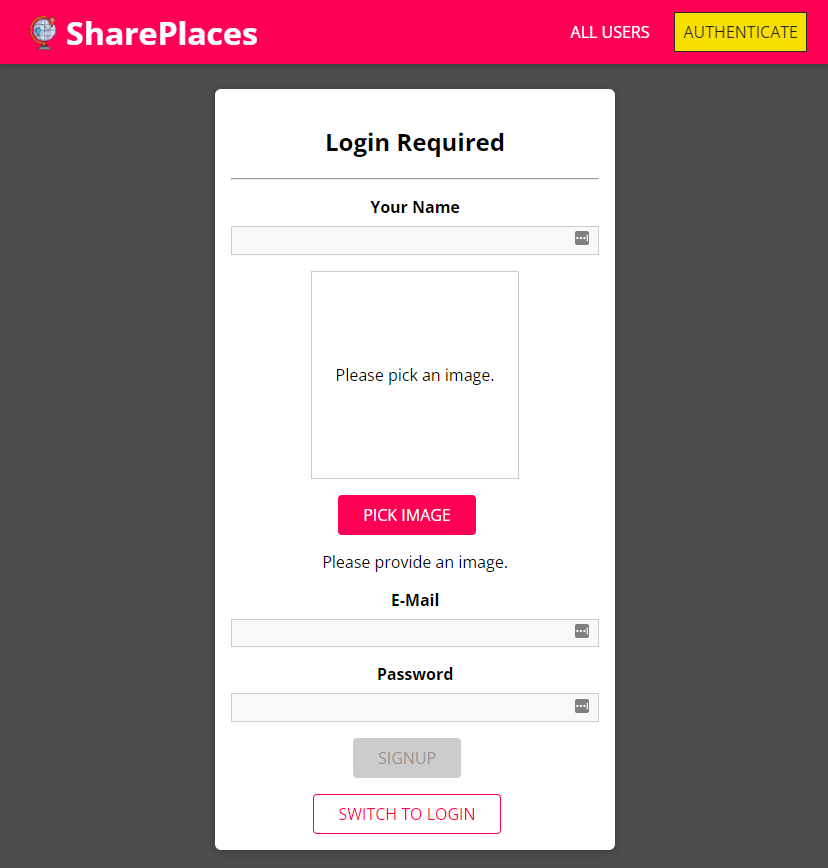 SharePlaces
ALL USERS
AUTHENTICATE
Login Required
Your Name
Please pick an image.
PICK IMAGE
Please provide an image.
E-Mail
Password
SIGNUP
SWITCH TO LOGIN